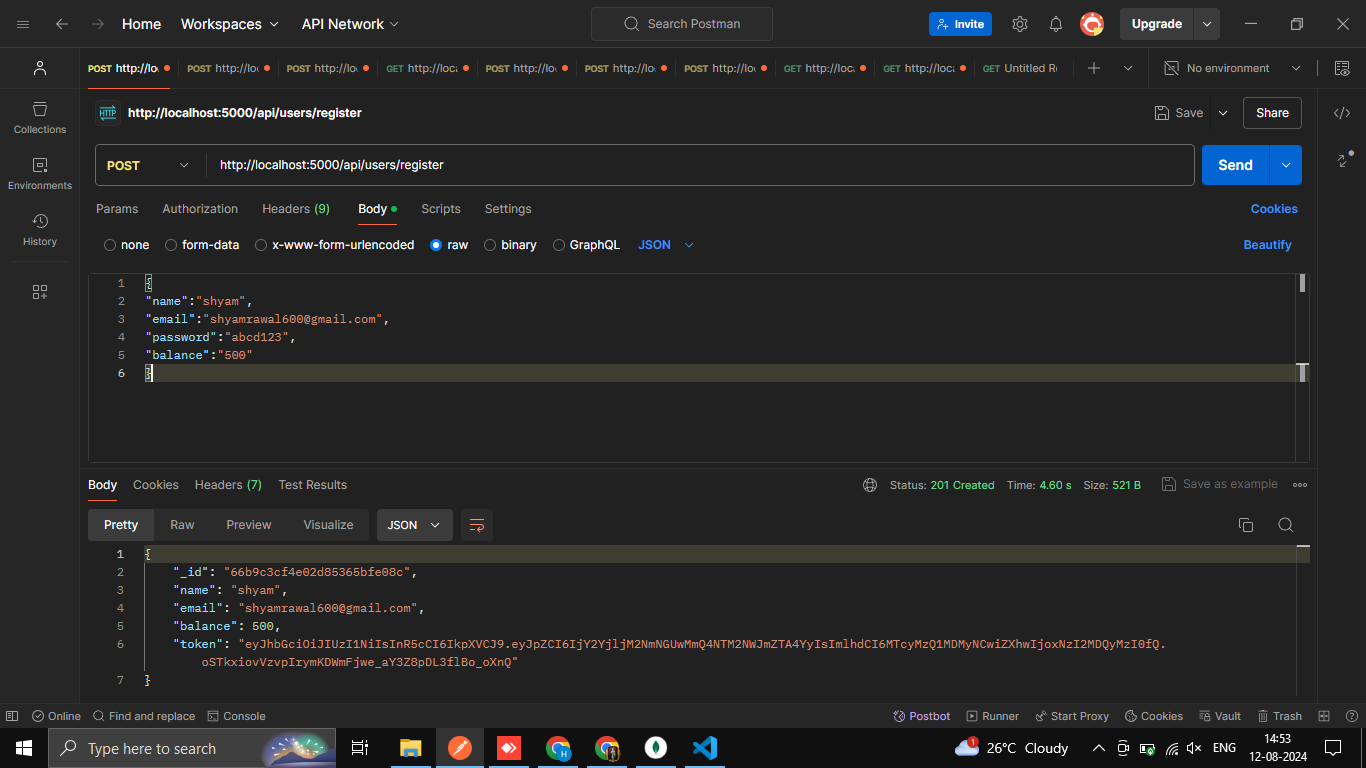 Home Workspaces API Network Search Postman Invite Upgrade
POST http://lo POST http://loc POST http://lo GET http://loca POST http://lo POST http://lo POST http://lo GET http://loca GET http://loca GET Untitled Re No environment
HTTP http://localhost:5000/api/users/register Save Share
Collections
POST http://localhost:5000/api/users/register Send
Environments
Params Authorization Headers (9) Body Scripts Settings Cookies
History
none form-data x-www-form-urlencoded raw binary GraphQL JSON Beautify
1 {
2 "name":"shyam",
3 "email":"shyamrawal600@gmail.com",
4 "password":"abcd123",
5 "balance":"500"
6 }
Body Cookies Headers (7) Test Results Status: 201 Created Time: 4.60 s Size: 521 B Save as example
Pretty Raw Preview Visualize JSON
1 {
2 "_id": "66b9c3cf4e02d85365bfe08c",
3 "name": "shyam",
4 "email": "shyamrawal600@gmail.com",
5 "balance": 500,
6 "token": "eyJhbGciOiJIUzI1NiIsInR5cCI6IkpXVCJ9.eyJpZCI6IjY2YjljM2NmNGUwMmQ4NTM2NWJmZTA4YyIsImlhdCI6MTcyMzQ1MDMyNCwiZXhwIjoxNzI2MDQyMzI0fQ.
oSTkxiovVzvpIrymKDWmFjwe_aY3Z8pDL3flBo_oXnQ"
7 }
Online Find and replace Console Postbot Runner Start Proxy Cookies Vault Trash
Type here to search 1 26°C Cloudy ENG 14:53
12-08-2024